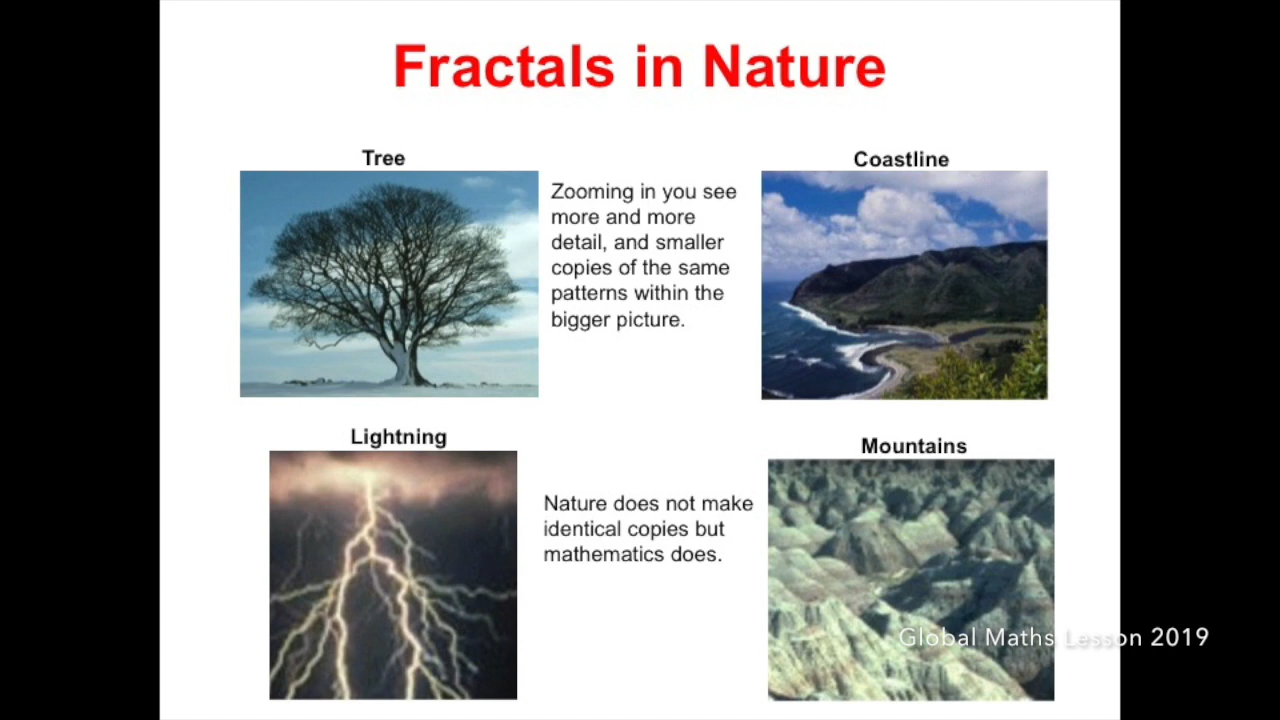 Fractals in Nature
Tree
Zooming in you see
more and more
detail, and smaller
copies of the same
patterns within the
bigger picture.
Coastline
Lightning
Nature does not make
identical copies but
mathematics does.
Mountains
Global Maths Lesson 2019